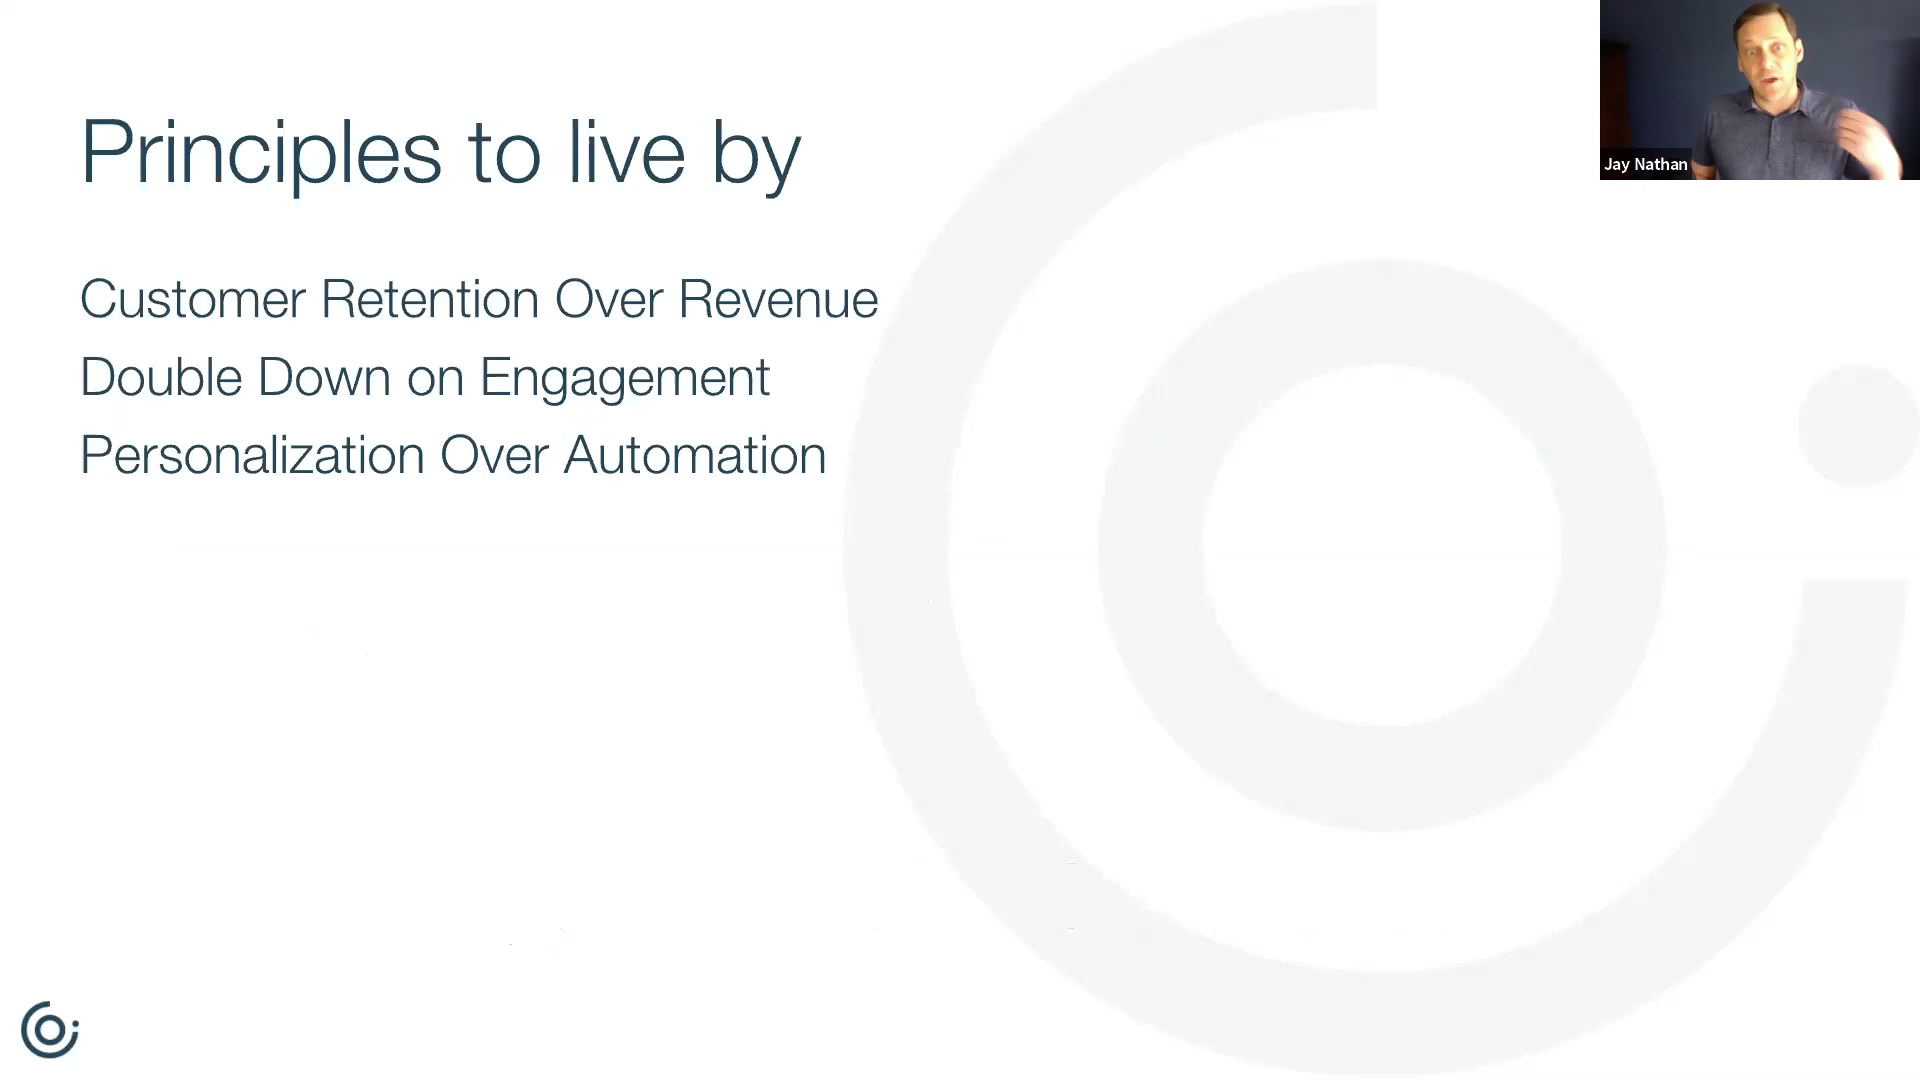 Principles to live by
Customer Retention Over Revenue
Double Down on Engagement
Personalization Over Automation
Jay Nathan